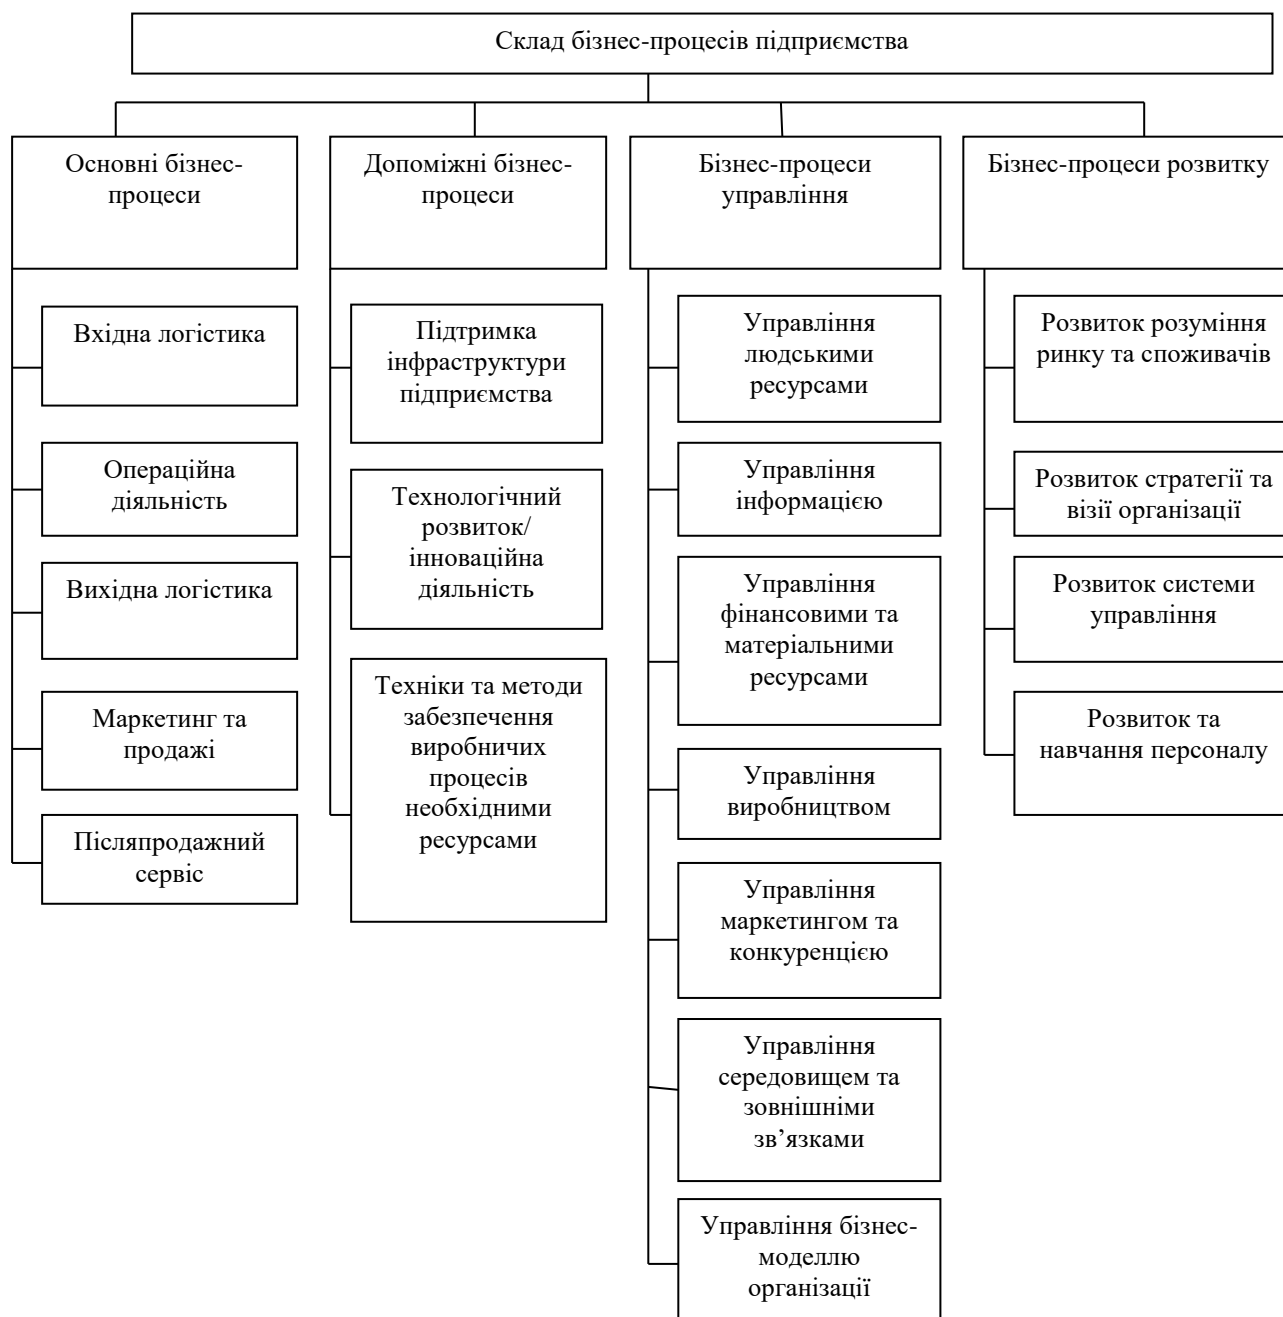 Склад бізнес-процесів підприємства
Основні бізнес-
процеси
Вхідна логістика
Операційна
діяльність
Вихідна логістика
Маркетинг та
продажі
Післяпродажний
сервіс
Допоміжні бізнес-
процеси
Підтримка
інфраструктури
підприємства
Технологічний
розвиток/
інноваційна
діяльність
Техніки та методи
забезпечення
виробничих
процесів
необхідними
ресурсами
Бізнес-процеси
управління
Управління
людськими
ресурсами
Управління
інформацією
Управління
фінансовими та
матеріальними
ресурсами
Управління
виробництвом
Управління
маркетингом та
конкуренцією
Управління
середовищем та
зовнішніми
зв’язками
Управління бізнес-
моделлю
організації
Бізнес-процеси розвитку
Розвиток розуміння
ринку та споживачів
Розвиток стратегії та
візії організації
Розвиток системи
управління
Розвиток та
навчання персоналу